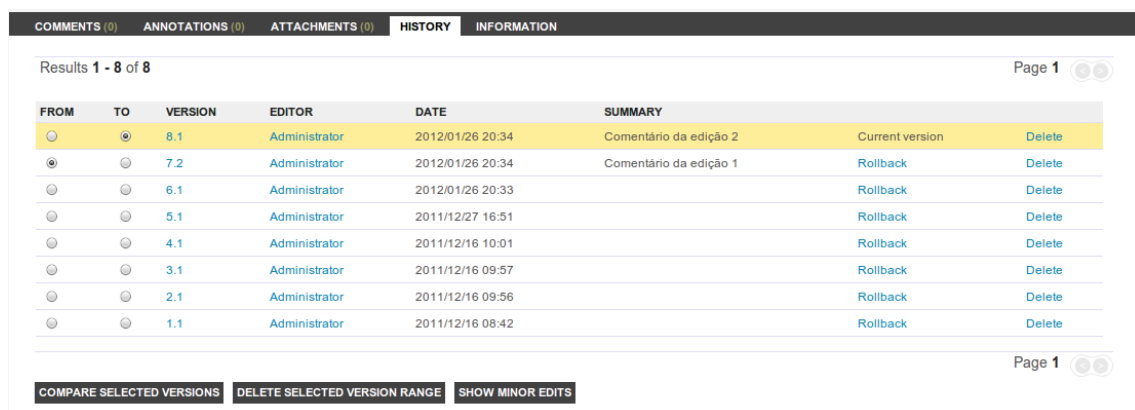 COMMENTS (0) ANNOTATIONS (0) ATTACHMENTS (0) HISTORY INFORMATION
Results 1 - 8 of 8 Page 1
FROM TO VERSION EDITOR DATE SUMMARY
8.1 Administrator 2012/01/26 20:34 Comentário da edição 2 Current version Delete
7.2 Administrator 2012/01/26 20:34 Comentário da edição 1 Rollback Delete
6.1 Administrator 2012/01/26 20:33 Rollback Delete
5.1 Administrator 2011/12/27 16:51 Rollback Delete
4.1 Administrator 2011/12/16 10:01 Rollback Delete
3.1 Administrator 2011/12/16 09:57 Rollback Delete
2.1 Administrator 2011/12/16 09:56 Rollback Delete
1.1 Administrator 2011/12/16 08:42 Rollback Delete
Page 1
COMPARE SELECTED VERSIONS DELETE SELECTED VERSION RANGE SHOW MINOR EDITS